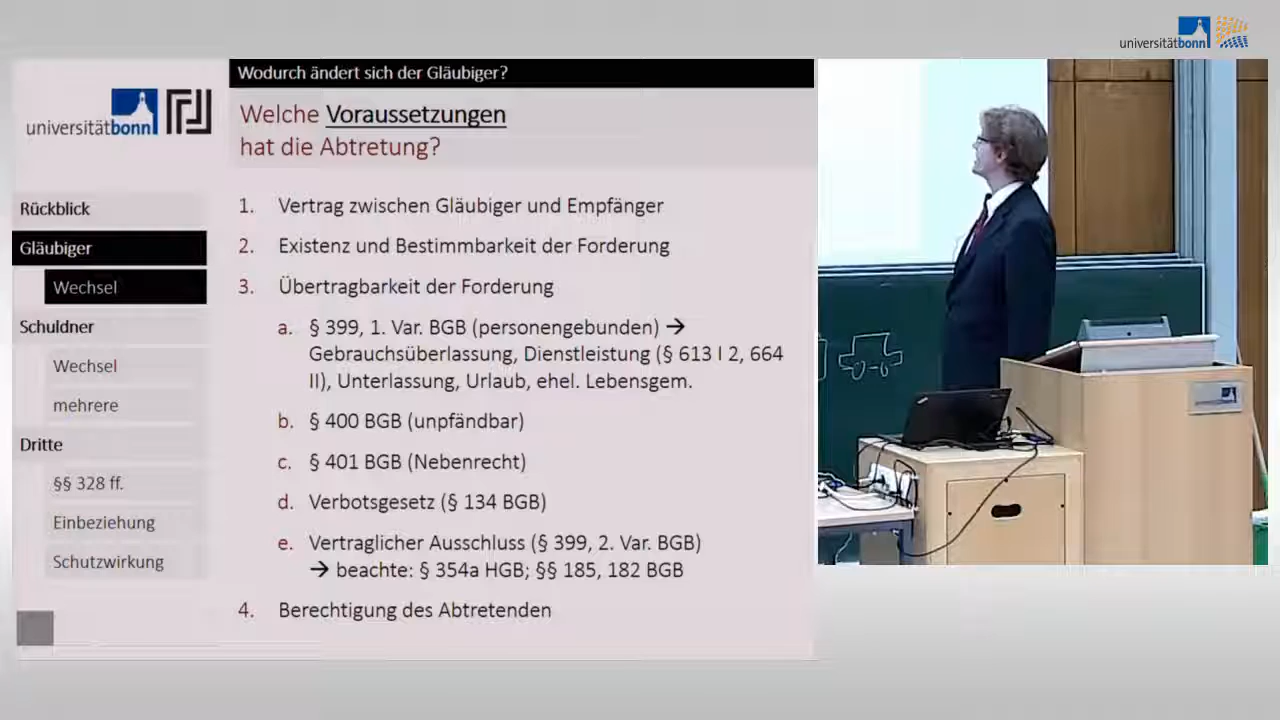 universitätbonn
Wodurch ändert sich der Gläubiger?
universitätbonn
Welche Voraussetzungen
hat die Abtretung?
Rückblick
Gläubiger
Wechsel
Schuldner
Wechsel
mehrere
Dritte
§§ 328 ff.
Einbeziehung
Schutzwirkung
1. Vertrag zwischen Gläubiger und Empfänger
2. Existenz und Bestimmbarkeit der Forderung
3. Übertragbarkeit der Forderung
a. § 399, 1. Var. BGB (personengebunden) →
Gebrauchsüberlassung, Dienstleistung (§ 613 I 2, 664
II), Unterlassung, Urlaub, ehel. Lebensgem.
b. § 400 BGB (unpfändbar)
c. § 401 BGB (Nebenrecht)
d. Verbotsgesetz (§ 134 BGB)
e. Vertraglicher Ausschluss (§ 399, 2. Var. BGB)
→ beachte: § 354a HGB; §§ 185, 182 BGB
4. Berechtigung des Abtretenden